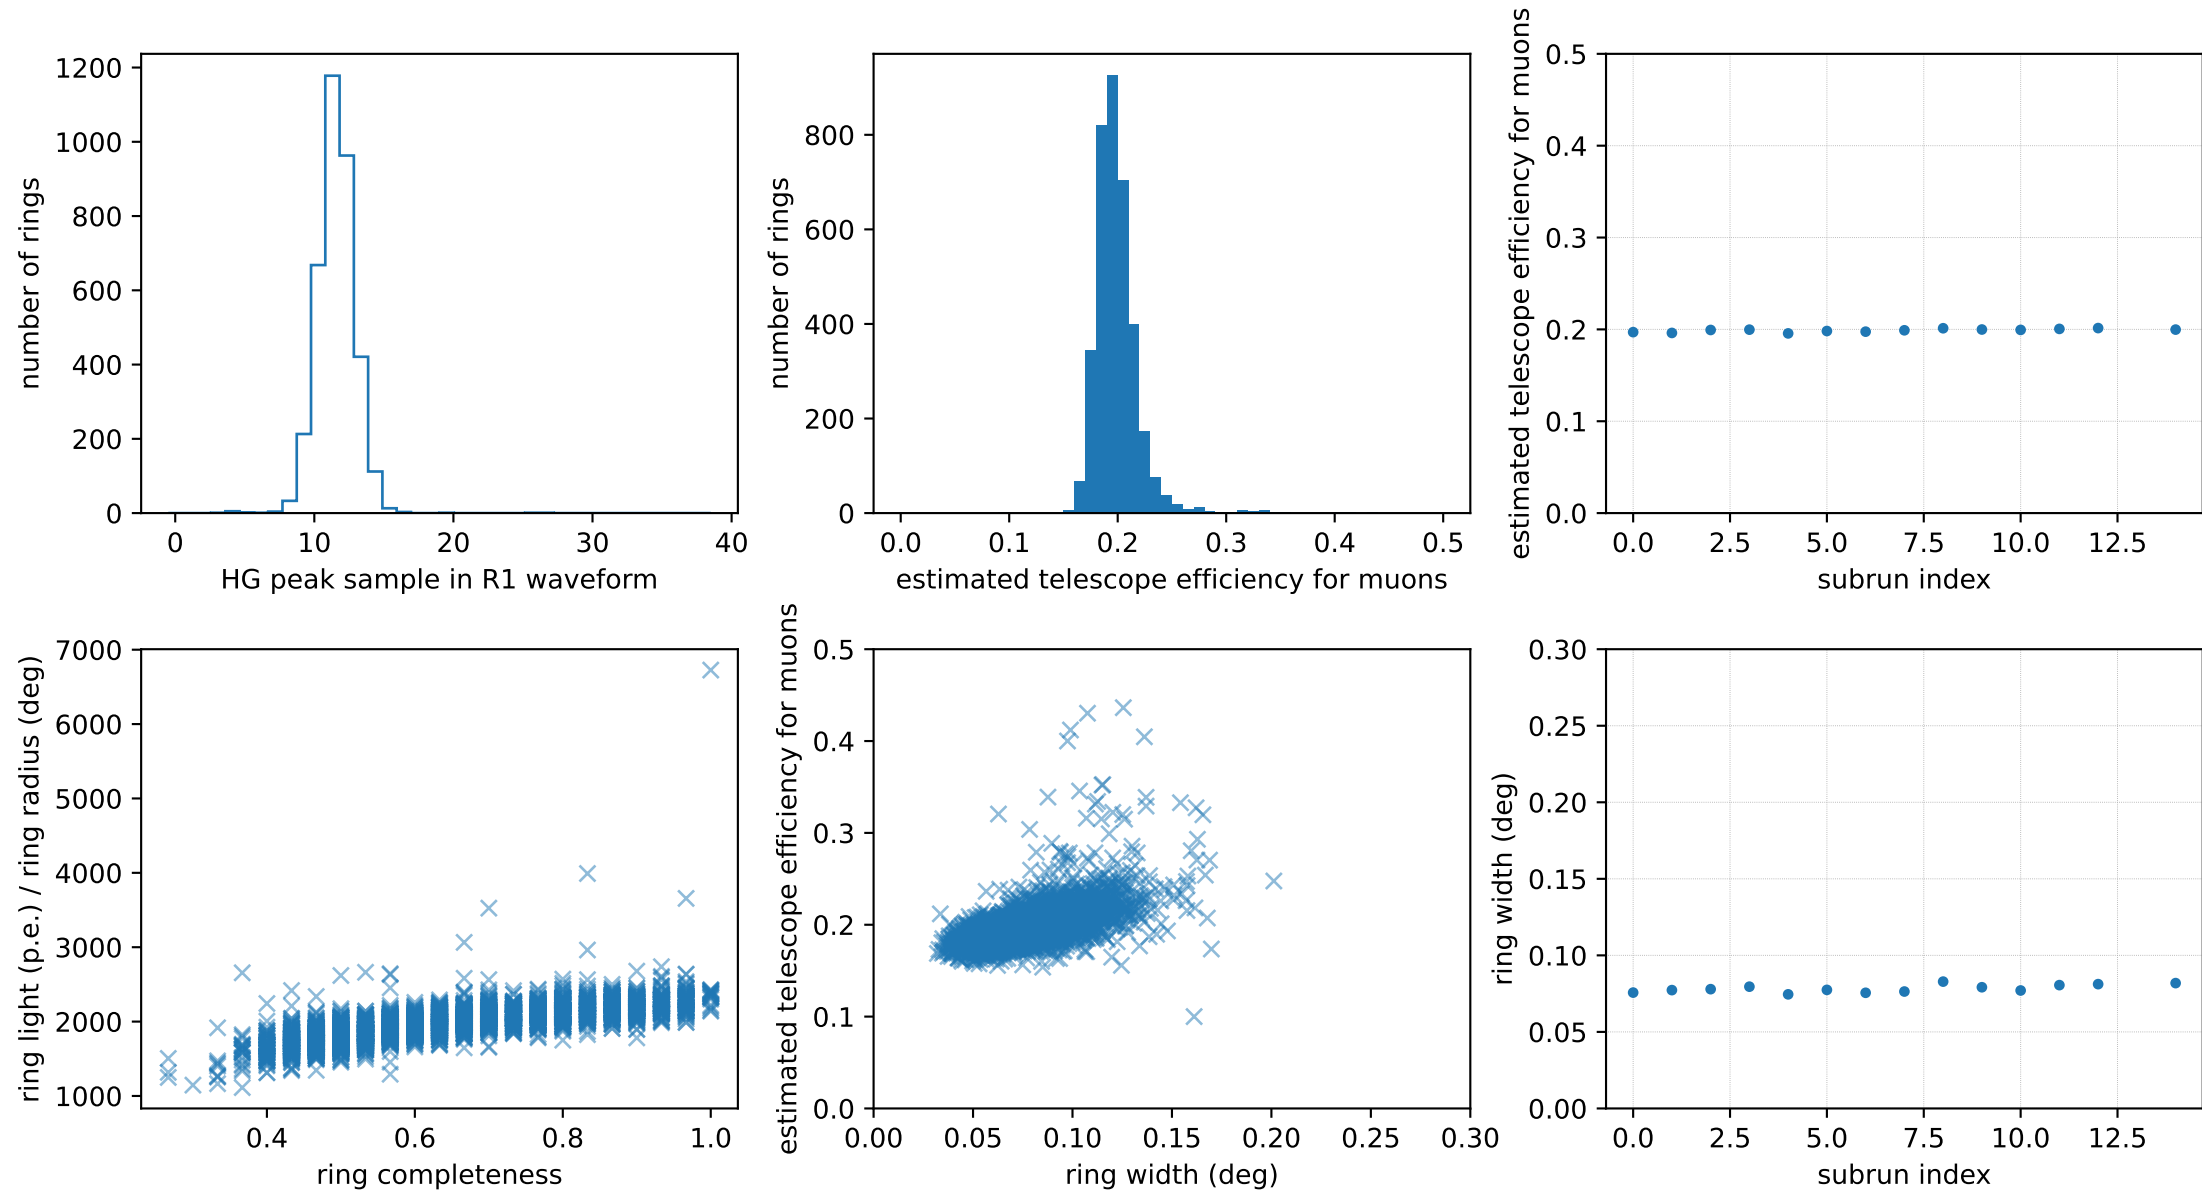 number of rings
1200
1000
800
600
400
200
0
0 10 20 30 40
HG peak sample in R1 waveform
number of rings
800
600
400
200
0
0.0 0.1 0.2 0.3 0.4 0.5
estimated telescope efficiency for muons
estimated telescope efficiency for muons
0.5
0.4
0.3
0.2
0.1
0.0
0.0 2.5 5.0 7.5 10.0 12.5
subrun index
ring light (p.e.) / ring radius (deg)
7000
6000
5000
4000
3000
2000
1000
0.4 0.6 0.8 1.0
ring completeness
estimated telescope efficiency for muons
0.5
0.4
0.3
0.2
0.1
0.0
0.00 0.05 0.10 0.15 0.20 0.25 0.30
ring width (deg)
ring width (deg)
0.30
0.25
0.20
0.15
0.10
0.05
0.00
0.0 2.5 5.0 7.5 10.0 12.5
subrun index